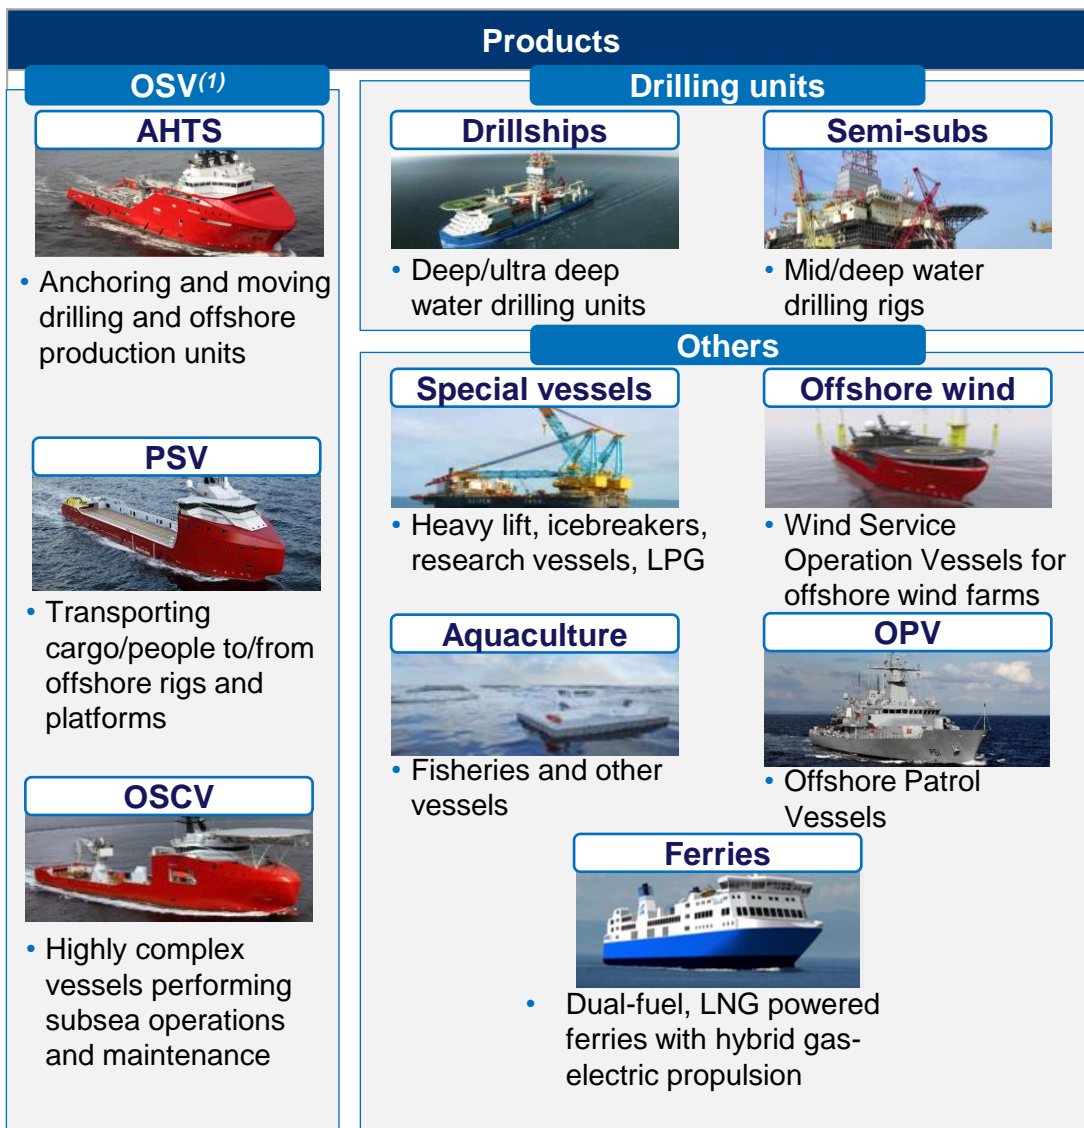 Products
OSV(1)
AHTS
• Anchoring and moving
drilling and offshore
production units
PSV
• Transporting
cargo/people to/from
offshore rigs and
platforms
OSCV
• Highly complex
vessels performing
subsea operations
and maintenance
Drilling units
Drillships
• Deep/ultra deep
water drilling units
Semi-subs
• Mid/deep water
drilling rigs
Others
Special vessels
• Heavy lift, icebreakers,
research vessels, LPG
Offshore wind
• Wind Service
Operation Vessels for
offshore wind farms
Aquaculture
• Fisheries and other
vessels
OPV
P61
• Offshore Patrol
Vessels
Ferries
• Dual-fuel, LNG powered
ferries with hybrid gas-
electric propulsion